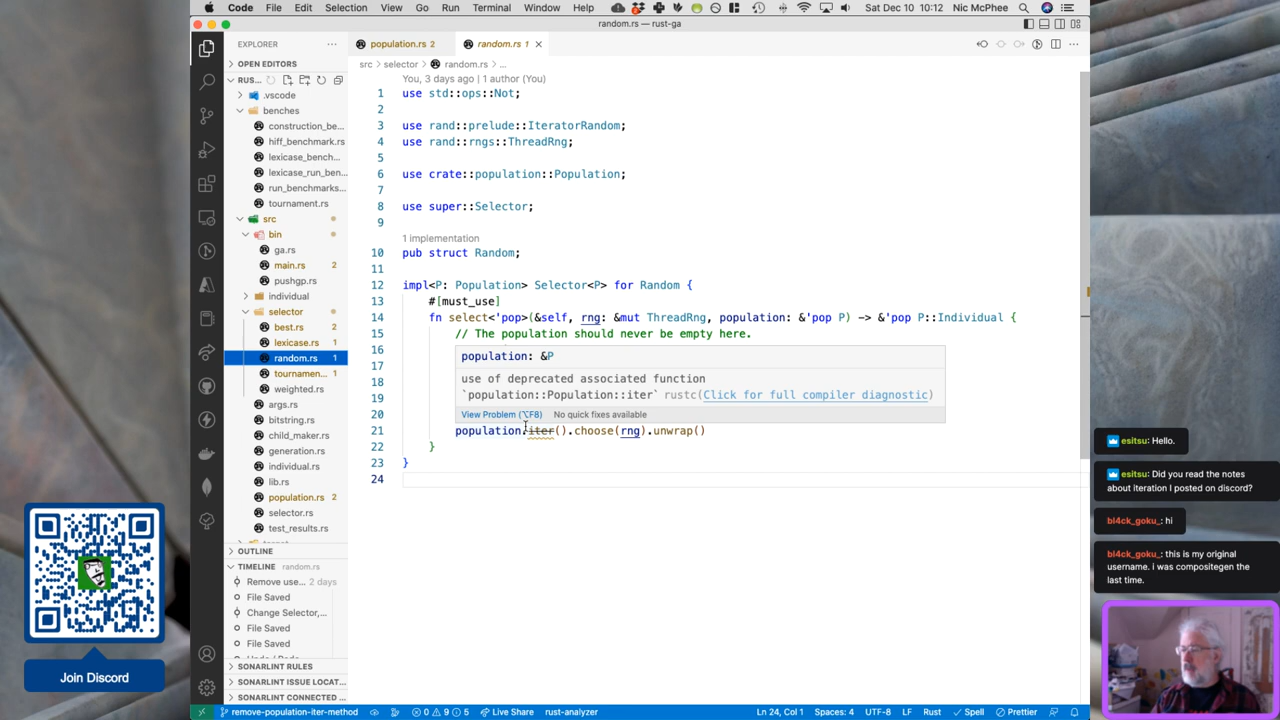 Code File Edit Selection View Go Run Terminal Window Help Sat Dec 10 10:12 Nic McPhee
random.rs — rust-ga
EXPLORER
population.rs 2
random.rs 1
src > selector > random.rs > ...
OPEN EDITORS
RUS...
.vscode
benches
construction_be...
hiff_benchmark.rs
lexicase_bench...
lexicase_run_ben...
run_benchmarks...
tournament.rs
src
bin
ga.rs
main.rs 2
pushgp.rs
individual
selector
best.rs 2
lexicase.rs 1
random.rs 1
tournamen... 1
weighted.rs
args.rs
bitstring.rs
child_maker.rs
generation.rs
individual.rs
lib.rs
population.rs 2
selector.rs
test_results.rs
OUTLINE
TIMELINE random.rs
Remove use... 2 days
File Saved
Change Selector,...
File Saved
File Saved
SONARLINT RULES
SONARLINT ISSUE LOCAT...
SONARLINT CONNECTED ...
You, 3 days ago | 1 author (You)
1 use std::ops::Not;
2
3 use rand::prelude::IteratorRandom;
4 use rand::rngs::ThreadRng;
5
6 use crate::population::Population;
7
8 use super::Selector;
9
1 implementation
10 pub struct Random;
11
12 impl<P: Population> Selector<P> for Random {
13 #[must_use]
14 fn select<'pop>(&self, rng: &mut ThreadRng, population: &'pop P) -> &'pop P::Individual {
15 // The population should never be empty here.
16
17
18
19
20
population: &P
use of deprecated associated function
`population::Population::iter` rustc(Click for full compiler diagnostic)
View Problem (⌥F8) No quick fixes available
21 population.iter().choose(rng).unwrap()
22 }
23 }
24
remove-population-iter-method 0 9 5 Live Share rust-analyzer Ln 24, Col 1 Spaces: 4 UTF-8 LF Rust Spell Prettier
Join Discord
esitsu: Hello.
esitsu: Did you read the notes
about iteration I posted on discord?
bl4ck_goku_: hi
bl4ck_goku_: this is my original
username. i was compositegen the
last time.